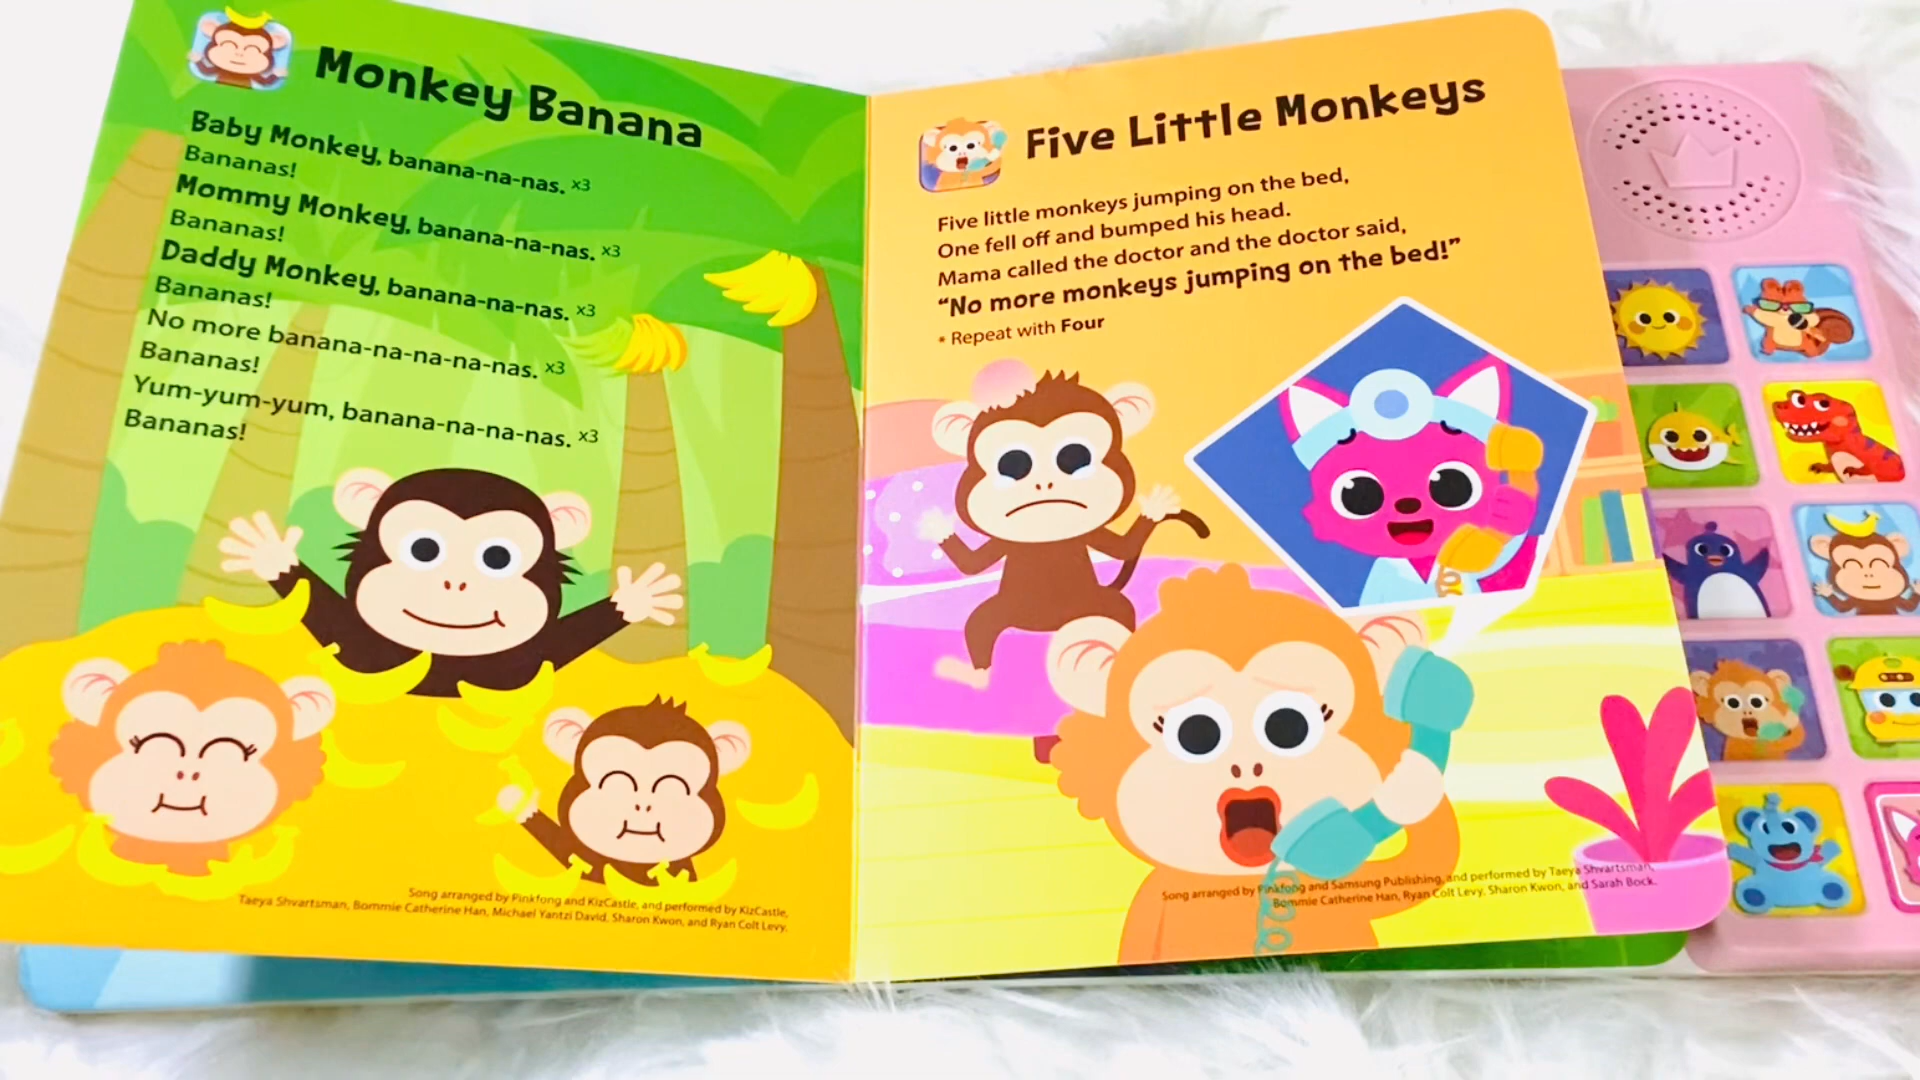 Monkey Banana
Baby Monkey, banana-na-nas. x3
Bananas!
Mommy Monkey, banana-na-nas. x3
Bananas!
Daddy Monkey, banana-na-nas. x3
Bananas!
No more banana-na-na-na-nas. x3
Bananas!
Yum-yum-yum, banana-na-na-nas. x3
Bananas!
Song arranged by Pinkfong and KizCastle, and performed by KizCastle,
Taeya Shvartsman, Bommie Catherine Han, Michael Yantzi David, Sharon Kwon, and Ryan Colt Levy.
Five Little Monkeys
Five little monkeys jumping on the bed,
One fell off and bumped his head.
Mama called the doctor and the doctor said,
“No more monkeys jumping on the bed!”
* Repeat with Four
Song arranged by Pinkfong and Samsung Publishing, and performed by Taeya Shvartsman,
Bommie Catherine Han, Ryan Colt Levy, Sharon Kwon, and Sarah Bock.